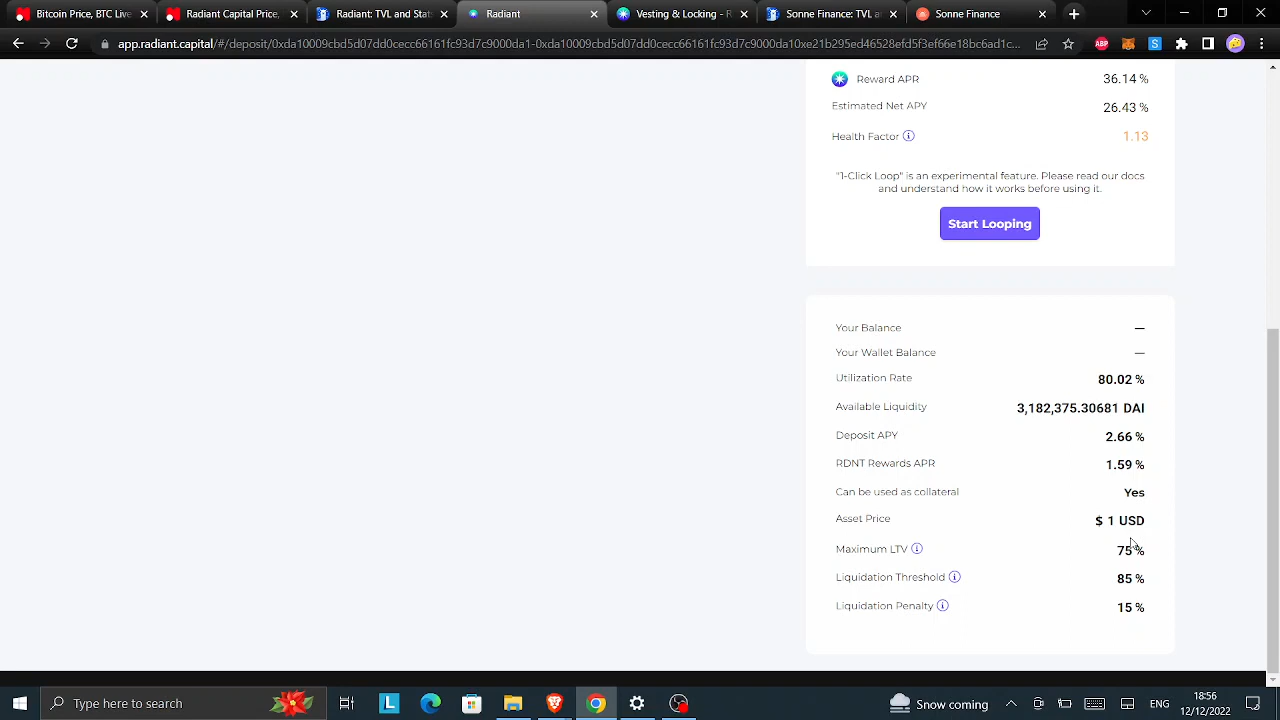 Bitcoin Price, BTC Live
Radiant Capital Price,
Radiant: TVL and Stats
Radiant
Vesting & Locking - R
Sonne Finance: TVL a
Sonne Finance
app.radiant.capital/#/deposit/0xda10009cbd5d07dd0cecc66161fc93d7c9000da1-0xda10009cbd5d07dd0cecc66161fc93d7c9000da10xe21b295ed46528efd5f3ef66e18bc6ad1c...
Reward APR 36.14 %
Estimated Net APY 26.43 %
Health Factor 1.13
"1-Click Loop" is an experimental feature. Please read our docs
and understand how it works before using it.
Start Looping
Your Balance —
Your Wallet Balance —
Utilization Rate 80.02 %
Available Liquidity 3,182,375.30681 DAI
Deposit APY 2.66 %
RDNT Rewards APR 1.59 %
Can be used as collateral Yes
Asset Price $ 1 USD
Maximum LTV 75 %
Liquidation Threshold 85 %
Liquidation Penalty 15 %
Type here to search
Snow coming
ENG
18:56
12/12/2022